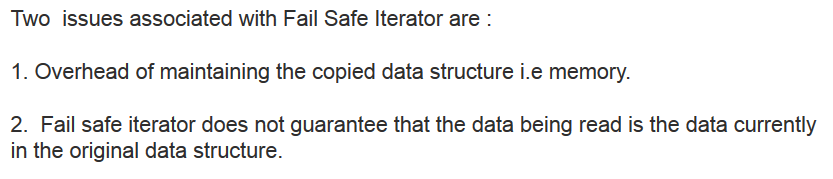 Two  issues associated with Fail Safe Iterator are :
1. Overhead of maintaining the copied data structure i.e memory.
2.  Fail safe iterator does not guarantee that the data being read is the data currently
in the original data structure.